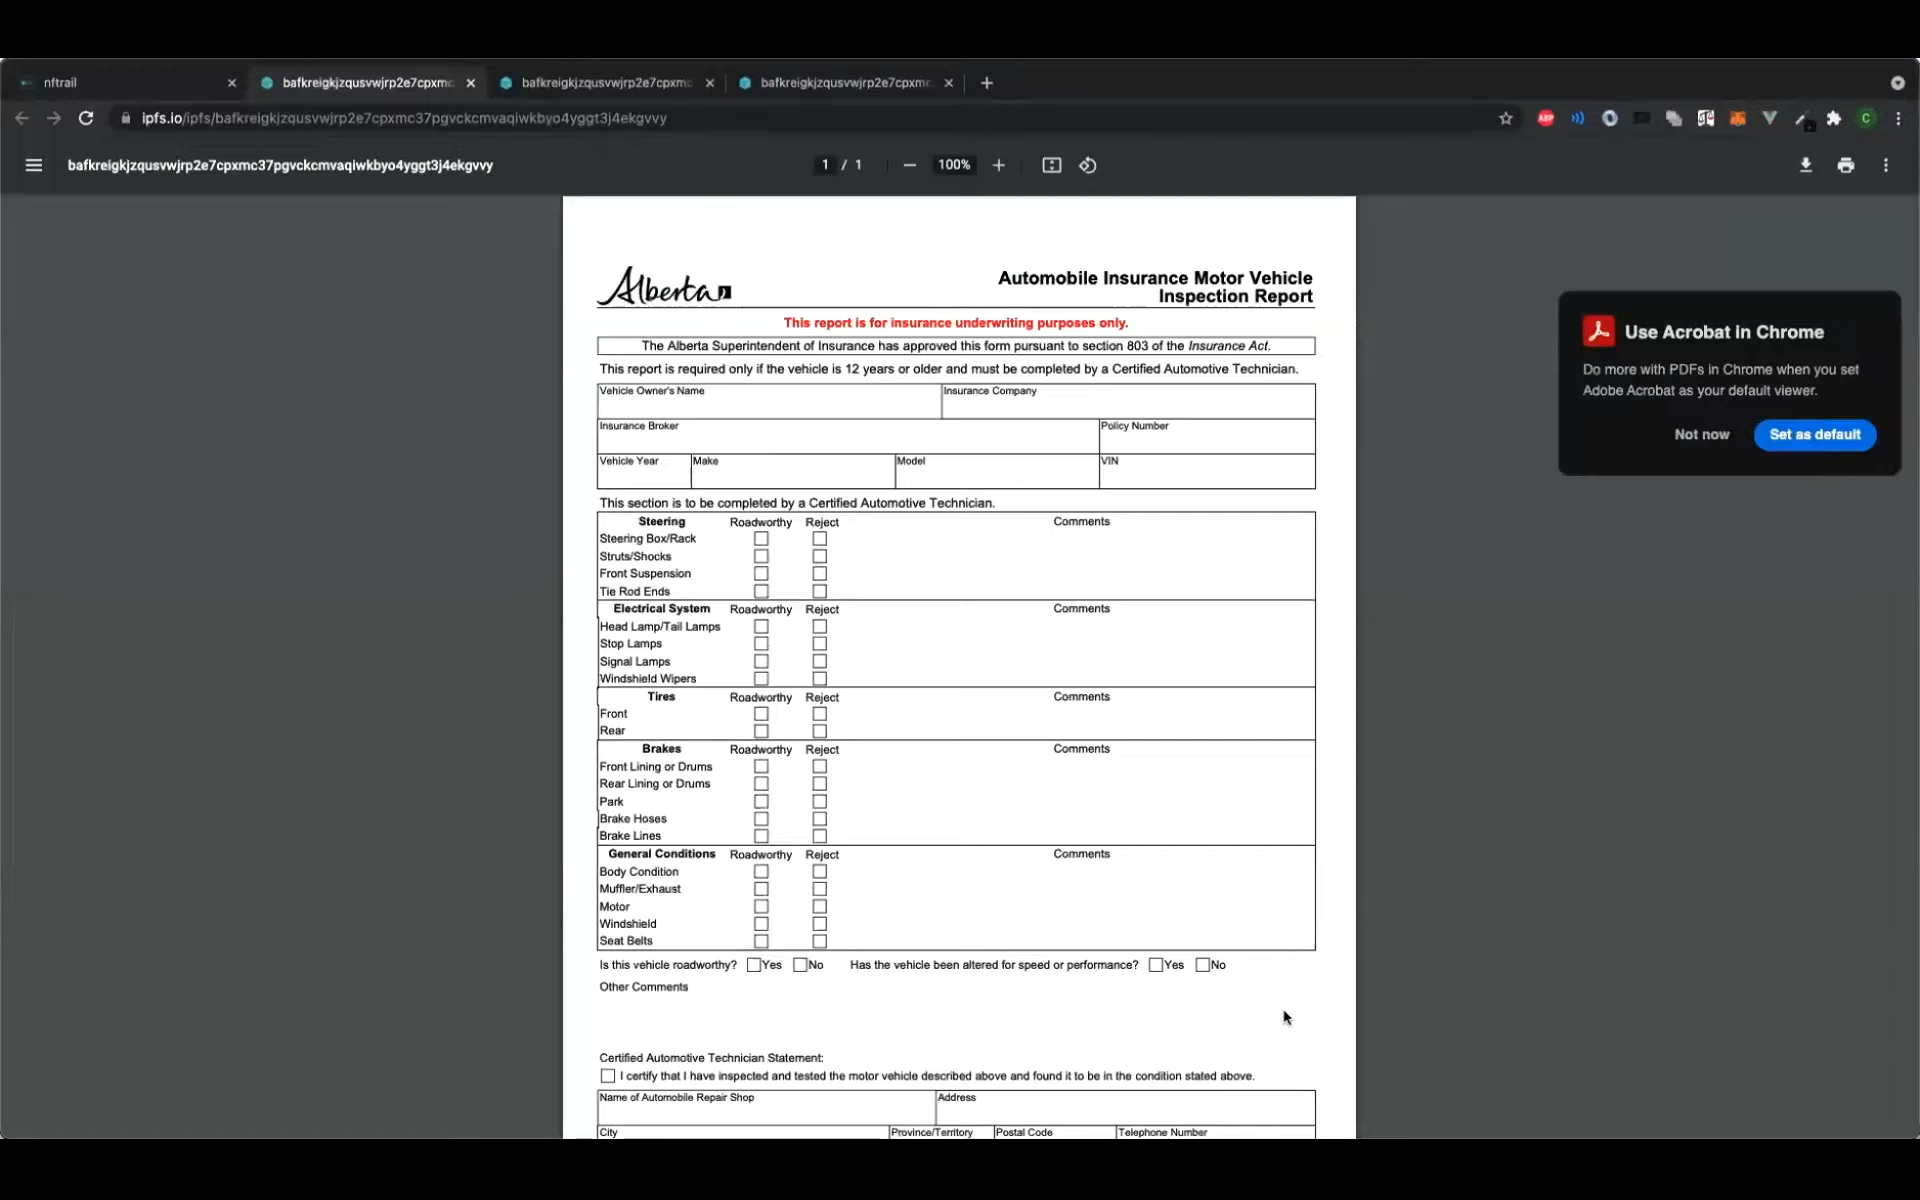 nftrail
bafkreigkjzqusvwjrp2e7cpxmc
bafkreigkjzqusvwjrp2e7cpxmc
bafkreigkjzqusvwjrp2e7cpxmc
ipfs.io/ipfs/bafkreigkjzqusvwjrp2e7cpxmc37pgvckcmvaqiwkbyo4yggt3j4ekgvvy
ABP
C
bafkreigkjzqusvwjrp2e7cpxmc37pgvckcmvaqiwkbyo4yggt3j4ekgvvy
1 / 1
100%
Alberta
Automobile Insurance Motor Vehicle
Inspection Report
This report is for insurance underwriting purposes only.
The Alberta Superintendent of Insurance has approved this form pursuant to section 803 of the Insurance Act.
This report is required only if the vehicle is 12 years or older and must be completed by a Certified Automotive Technician.
Vehicle Owner's Name Insurance Company
Insurance Broker Policy Number
Vehicle Year Make Model VIN
This section is to be completed by a Certified Automotive Technician.
Steering Roadworthy Reject Comments
Steering Box/Rack
Struts/Shocks
Front Suspension
Tie Rod Ends
Electrical System Roadworthy Reject Comments
Head Lamp/Tail Lamps
Stop Lamps
Signal Lamps
Windshield Wipers
Tires Roadworthy Reject Comments
Front
Rear
Brakes Roadworthy Reject Comments
Front Lining or Drums
Rear Lining or Drums
Park
Brake Hoses
Brake Lines
General Conditions Roadworthy Reject Comments
Body Condition
Muffler/Exhaust
Motor
Windshield
Seat Belts
Is this vehicle roadworthy? Yes No Has the vehicle been altered for speed or performance? Yes No
Other Comments
Certified Automotive Technician Statement:
I certify that I have inspected and tested the motor vehicle described above and found it to be in the condition stated above.
Name of Automobile Repair Shop Address
City Province/Territory Postal Code Telephone Number
Use Acrobat in Chrome
Do more with PDFs in Chrome when you set
Adobe Acrobat as your default viewer.
Not now Set as default